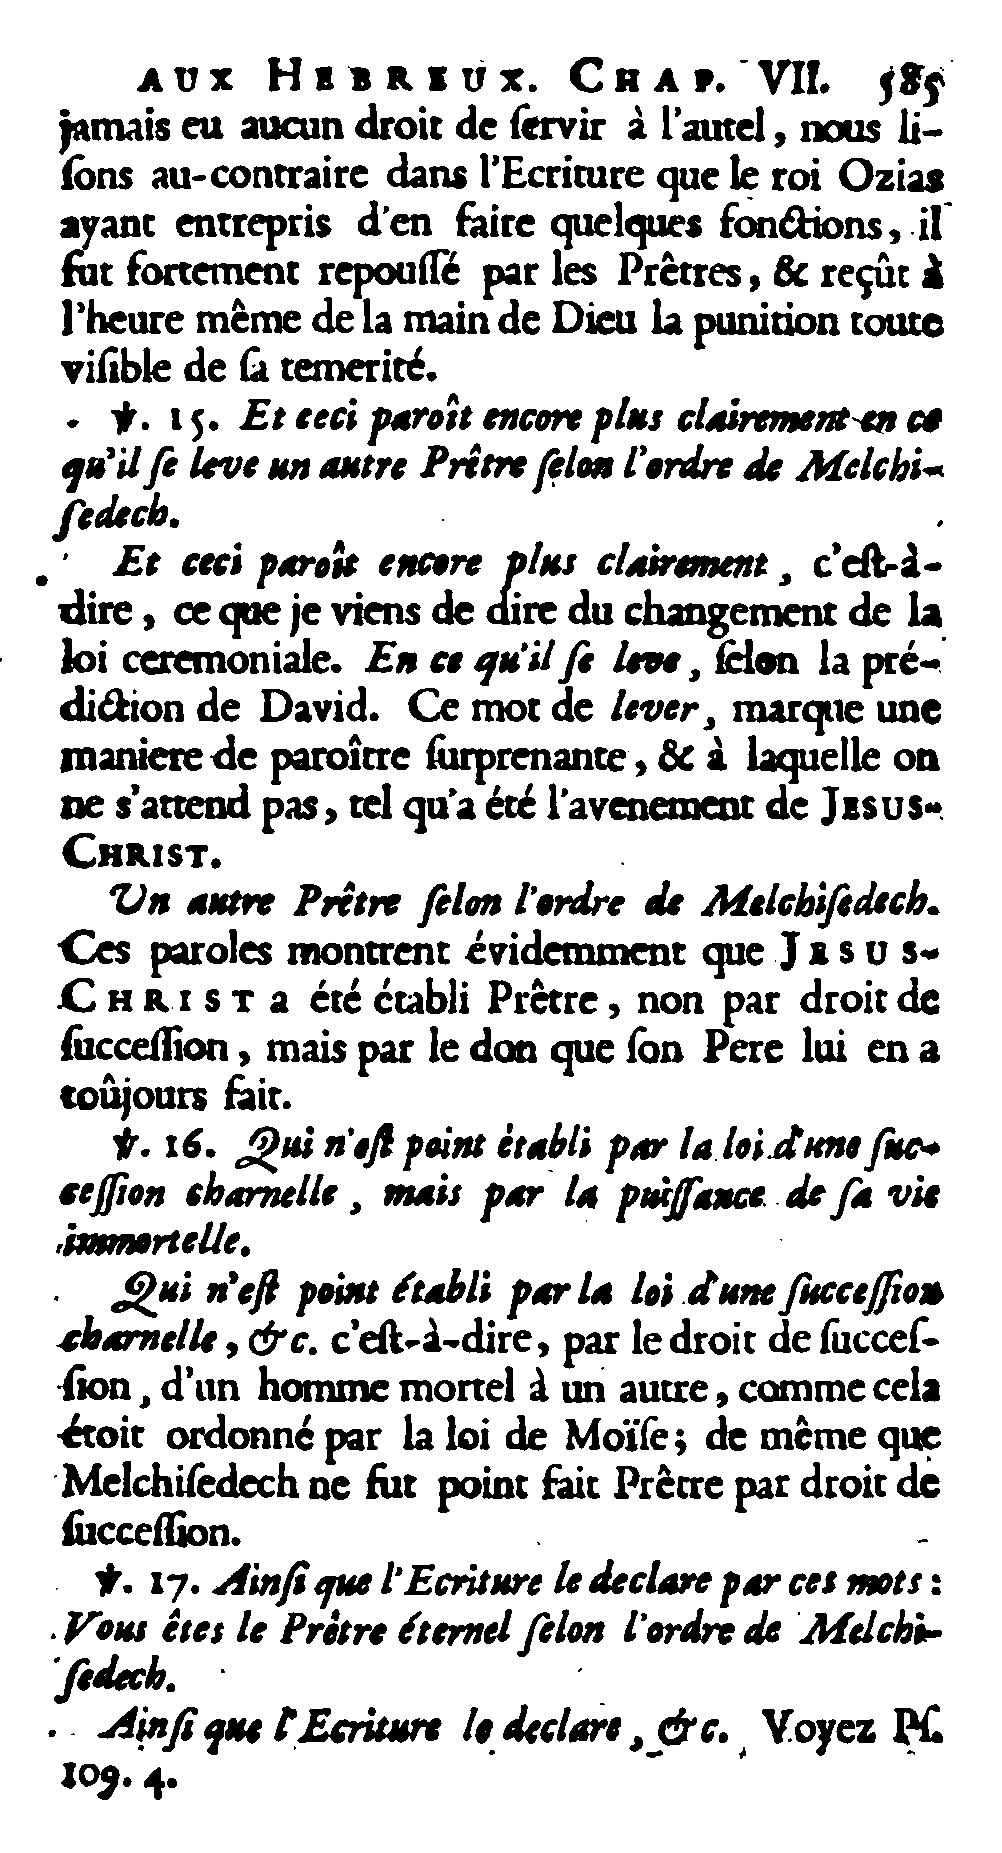 AUX HEBREUX. CHAP. VII. 585
jamais eu aucun droit de ſervir à l'autel, nous li-
ſons au-contraire dans l'Ecriture que le roi Ozias
ayant entrepris d'en faire quelques fonctions, il
fut fortement repouſſé par les Prêtres, & reçût à
l'heure même de la main de Dieu la punition toute
viſible de ſa temerité.
℣. 15. Et ceci paroît encore plus clairement en ce
qu'il ſe leve un autre Prêtre ſelon l'ordre de Melchi-
ſedech.
Et ceci paroît encore plus clairement, c'eſt-à-
dire, ce que je viens de dire du changement de la
loi ceremoniale. En ce qu'il ſe leve, ſelon la pré-
diction de David. Ce mot de lever, marque une
maniere de paroître ſurprenante, & à laquelle on
ne s'attend pas, tel qu'a été l'avenement de JESUS-
CHRIST.
Un autre Prêtre ſelon l'ordre de Melchiſedech.
Ces paroles montrent évidemment que JESUS-
CHRIST a été établi Prêtre, non par droit de
ſucceſſion, mais par le don que ſon Pere lui en a
toûjours fait.
℣. 16. Qui n'eſt point établi par la loi d'une ſuc-
ceſſion charnelle, mais par la puiſſance de ſa vie
immortelle.
Qui n'eſt point établi par la loi d'une ſucceſſion
charnelle, &c. c'eſt-à-dire, par le droit de ſucceſ-
ſion, d'un homme mortel à un autre, comme cela
étoit ordonné par la loi de Moïſe; de même que
Melchiſedech ne fut point fait Prêtre par droit de
ſucceſſion.
℣. 17. Ainſi que l'Ecriture le declare par ces mots:
Vous êtes le Prêtre éternel ſelon l'ordre de Melchi-
ſedech.
Ainſi que l'Ecriture le declare, &c. Voyez Pſ.
109. 4.